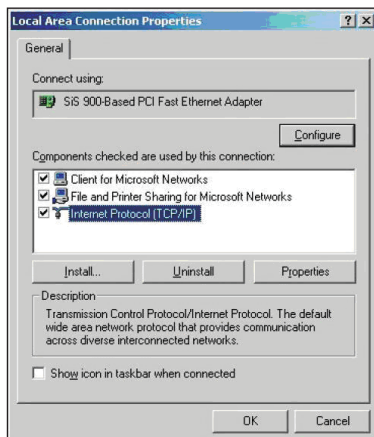 Local Area Connection Properties
General
Connect using:
SiS 900-Based PCI Fast Ethernet Adapter
Configure
Components checked are used by this connection:
Client for Microsoft Networks
File and Printer Sharing for Microsoft Networks
Internet Protocol (TCP/IP)
Install...
Uninstall
Properties
Description
Transmission Control Protocol/Internet Protocol. The default
wide area network protocol that provides communication
across diverse interconnected networks.
Show icon in taskbar when connected
OK
Cancel